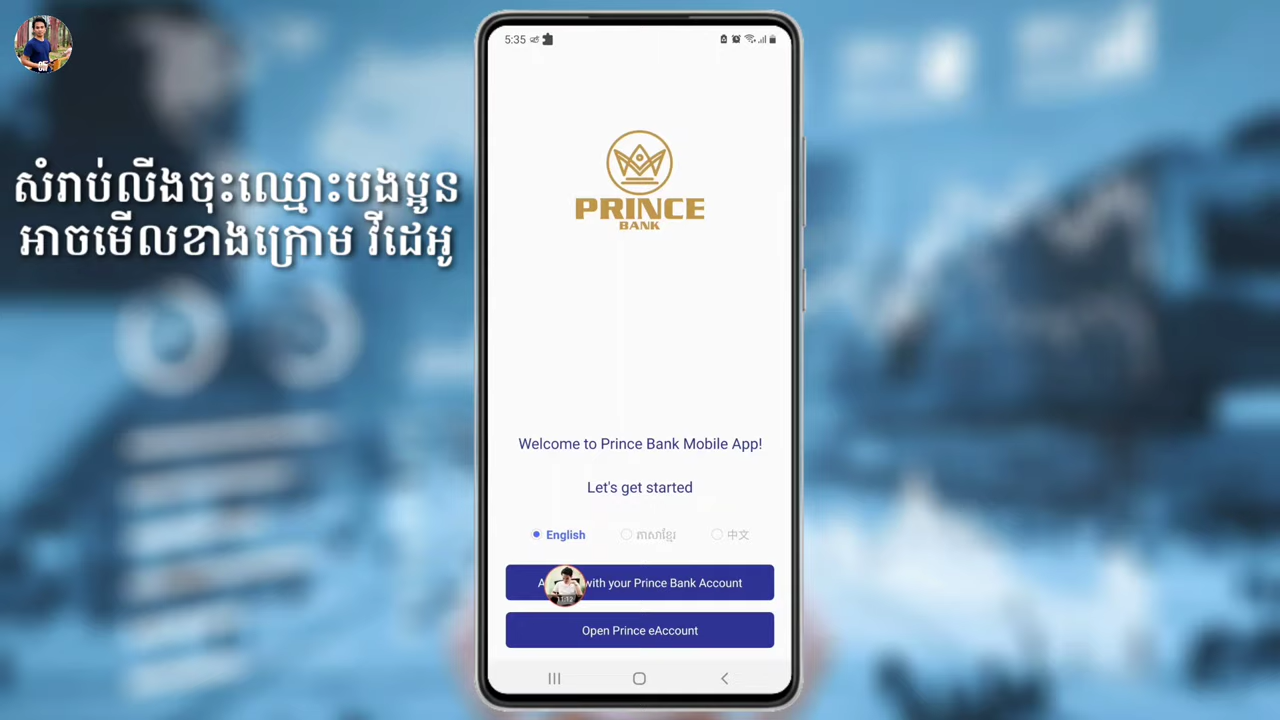 5:35
សំរាប់លីងចុះឈ្មោះបងប្អូន
អាចមើលខាងក្រោម វីដេអូ
PRINCE
BANK
Welcome to Prince Bank Mobile App!
Let's get started
English
ភាសាខ្មែរ
中文
with your Prince Bank Account
11:12
Open Prince eAccount